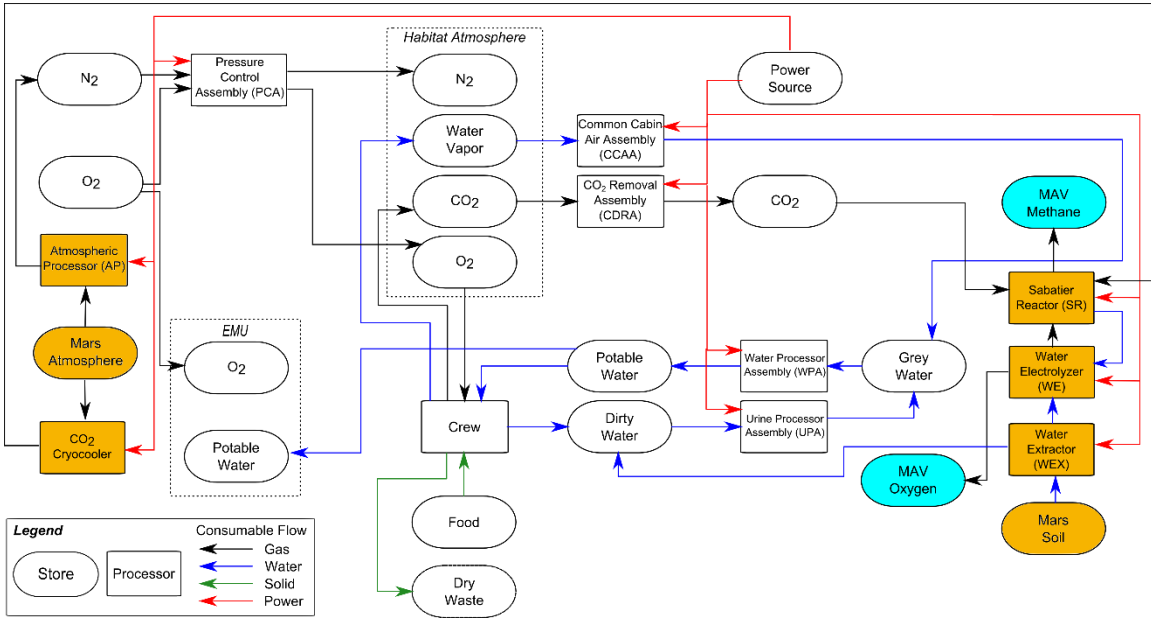 Habitat Atmosphere
N2
Pressure
Control
Assembly (PCA)
N2
Power
Source
Water
Vapor
Common Cabin
Air Assembly
(CCAA)
O2
CO2
CO2 Removal
Assembly
(CDRA)
CO2
MAV
Methane
Atmospheric
Processor (AP)
O2
Sabatier
Reactor (SR)
EMU
Mars
Atmosphere
O2
Potable
Water
Water Processor
Assembly (WPA)
Grey
Water
Water
Electrolyzer
(WE)
Crew
Dirty
Water
Urine Processor
Assembly (UPA)
CO2
Cryocooler
Potable
Water
Water
Extractor
(WEX)
MAV
Oxygen
Food
Mars
Soil
Legend
Consumable Flow
Store
Processor
Gas
Water
Solid
Power
Dry
Waste